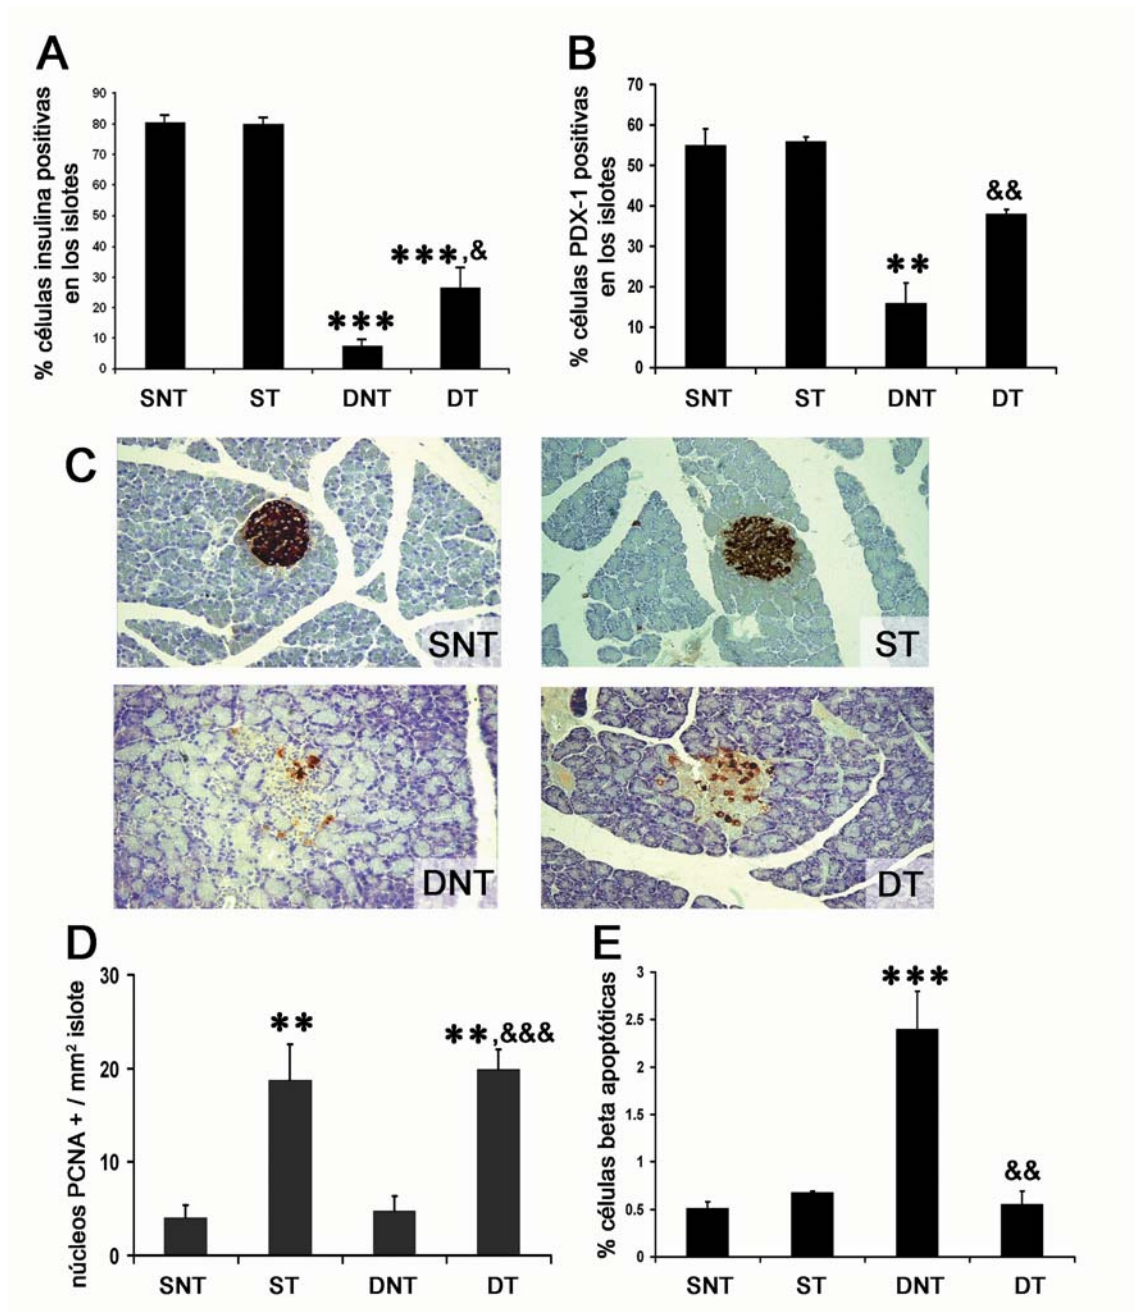 A
% células insulina positivas
en los islotes
90
80
70
60
50
40
30
20
10
0
***
***,&
SNT ST DNT DT
B
% células PDX-1 positivas
en los islotes
70
60
50
40
30
20
10
0
**
&&
SNT ST DNT DT
C
SNT
ST
DNT
DT
D
núcleos PCNA + / mm² islote
30
20
10
0
**
**,&&&
SNT ST DNT DT
E
% células beta apoptóticas
3
2.5
2
1.5
1
0.5
0
***
&&
SNT ST DNT DT